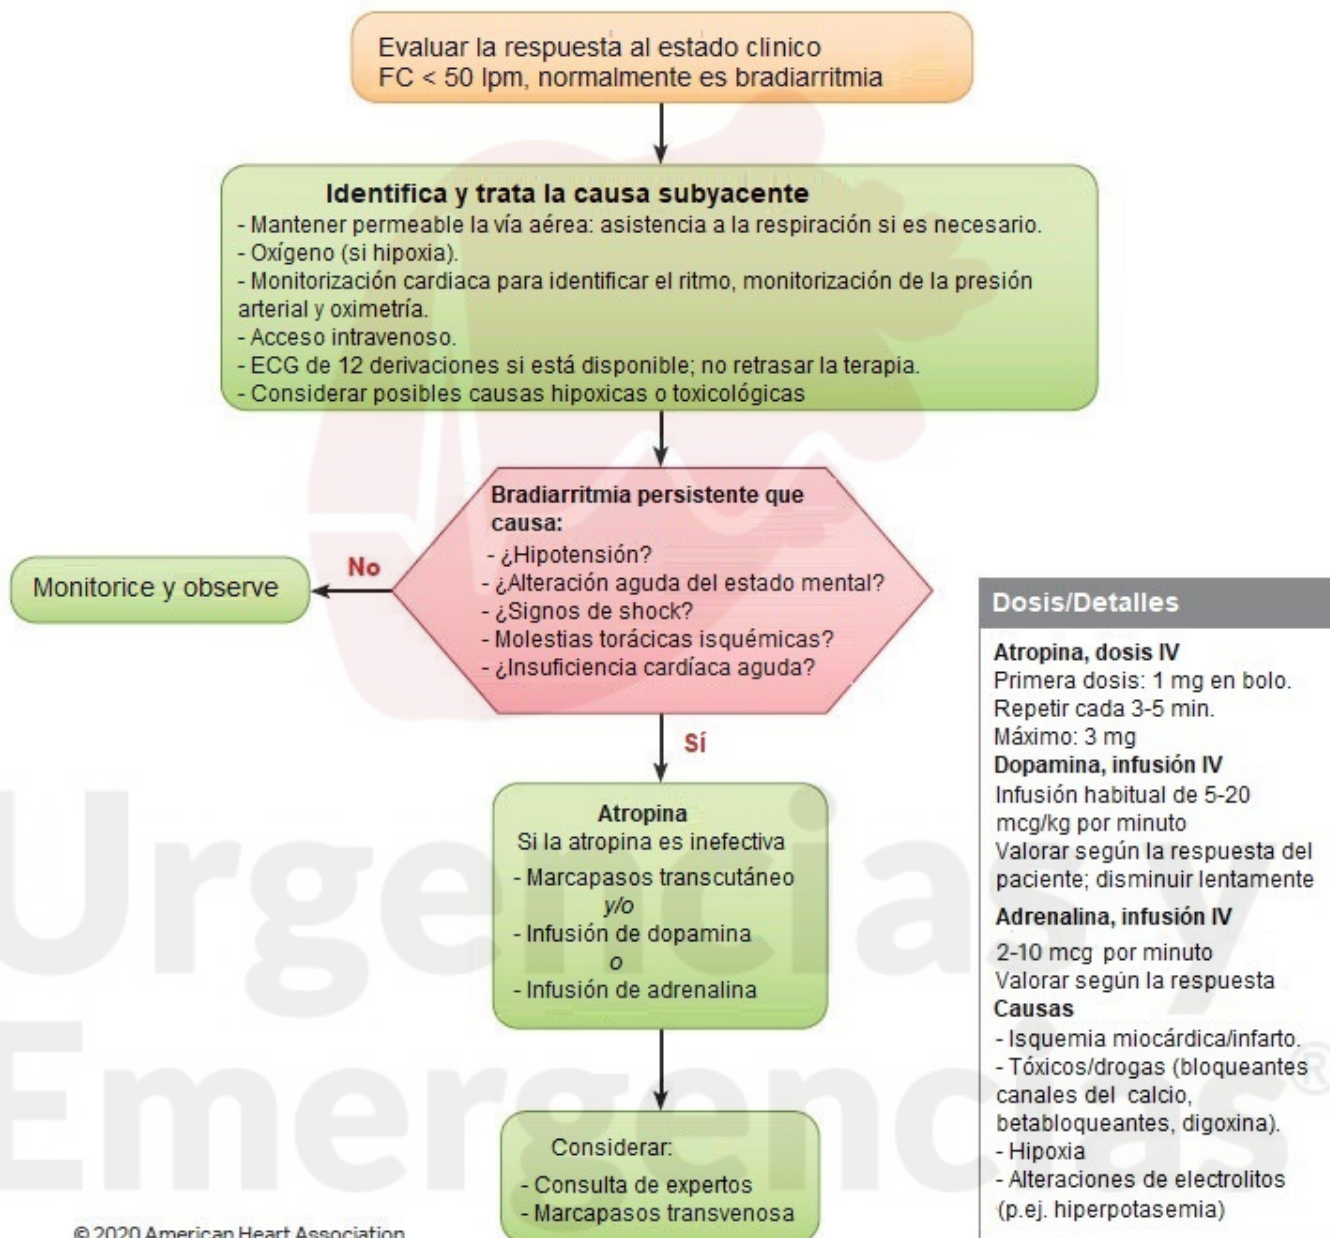 Evaluar la respuesta al estado clinico
FC < 50 lpm, normalmente es bradiarritmia
Identifica y trata la causa subyacente
- Mantener permeable la vía aérea: asistencia a la respiración si es necesario.
- Oxígeno (si hipoxia).
- Monitorización cardiaca para identificar el ritmo, monitorización de la presión
arterial y oximetría.
- Acceso intravenoso.
- ECG de 12 derivaciones si está disponible; no retrasar la terapia.
- Considerar posibles causas hipoxicas o toxicológicas
Bradiarritmia persistente que
causa:
- ¿Hipotensión?
- ¿Alteración aguda del estado mental?
- ¿Signos de shock?
- Molestias torácicas isquémicas?
- ¿Insuficiencia cardíaca aguda?
No
Monitorice y observe
Sí
Atropina
Si la atropina es inefectiva
- Marcapasos transcutáneo
y/o
- Infusión de dopamina
o
- Infusión de adrenalina
Considerar:
- Consulta de expertos
- Marcapasos transvenosa
Dosis/Detalles
Atropina, dosis IV
Primera dosis: 1 mg en bolo.
Repetir cada 3-5 min.
Máximo: 3 mg
Dopamina, infusión IV
Infusión habitual de 5-20
mcg/kg por minuto
Valorar según la respuesta del
paciente; disminuir lentamente
Adrenalina, infusión IV
2-10 mcg por minuto
Valorar según la respuesta
Causas
- Isquemia miocárdica/infarto.
- Tóxicos/drogas (bloqueantes
canales del calcio,
betabloqueantes, digoxina).
- Hipoxia
- Alteraciones de electrolitos
(p.ej. hiperpotasemia)
Urgencias y
Emergencias®
© 2020 American Heart Association